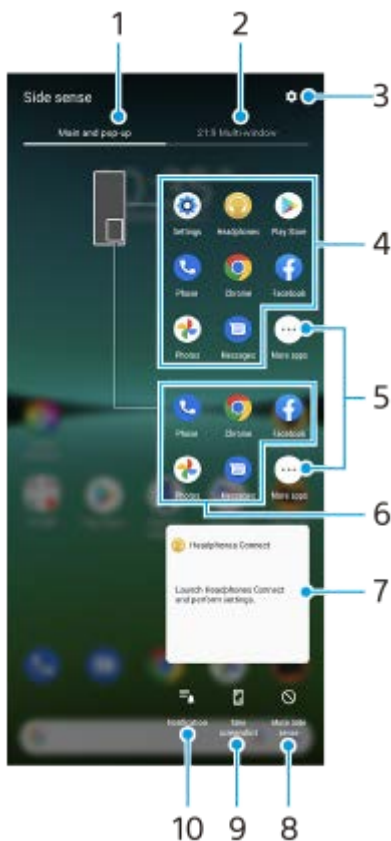 1 2
Side sense
3
Main and pop-up 21:9 Multi-window
Settings Headphones Play Store
4
Phone Chrome Facebook
Photos Messages More apps
5
Phone Chrome Facebook
Photos Messages More apps
6
Headphones Connect
7
Launch Headphones Connect
and perform settings.
Notification Take Mute side
screenshot sense
10 9 8